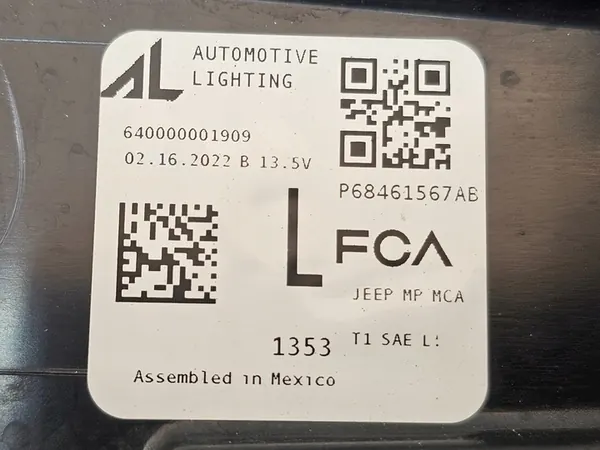 AL AUTOMOTIVE
LIGHTING
640000001909
02.16.2022 B 13.5V
P68461567AB
L FCA
JEEP MP MCA
1353 T1 SAE
Assembled in Mexico